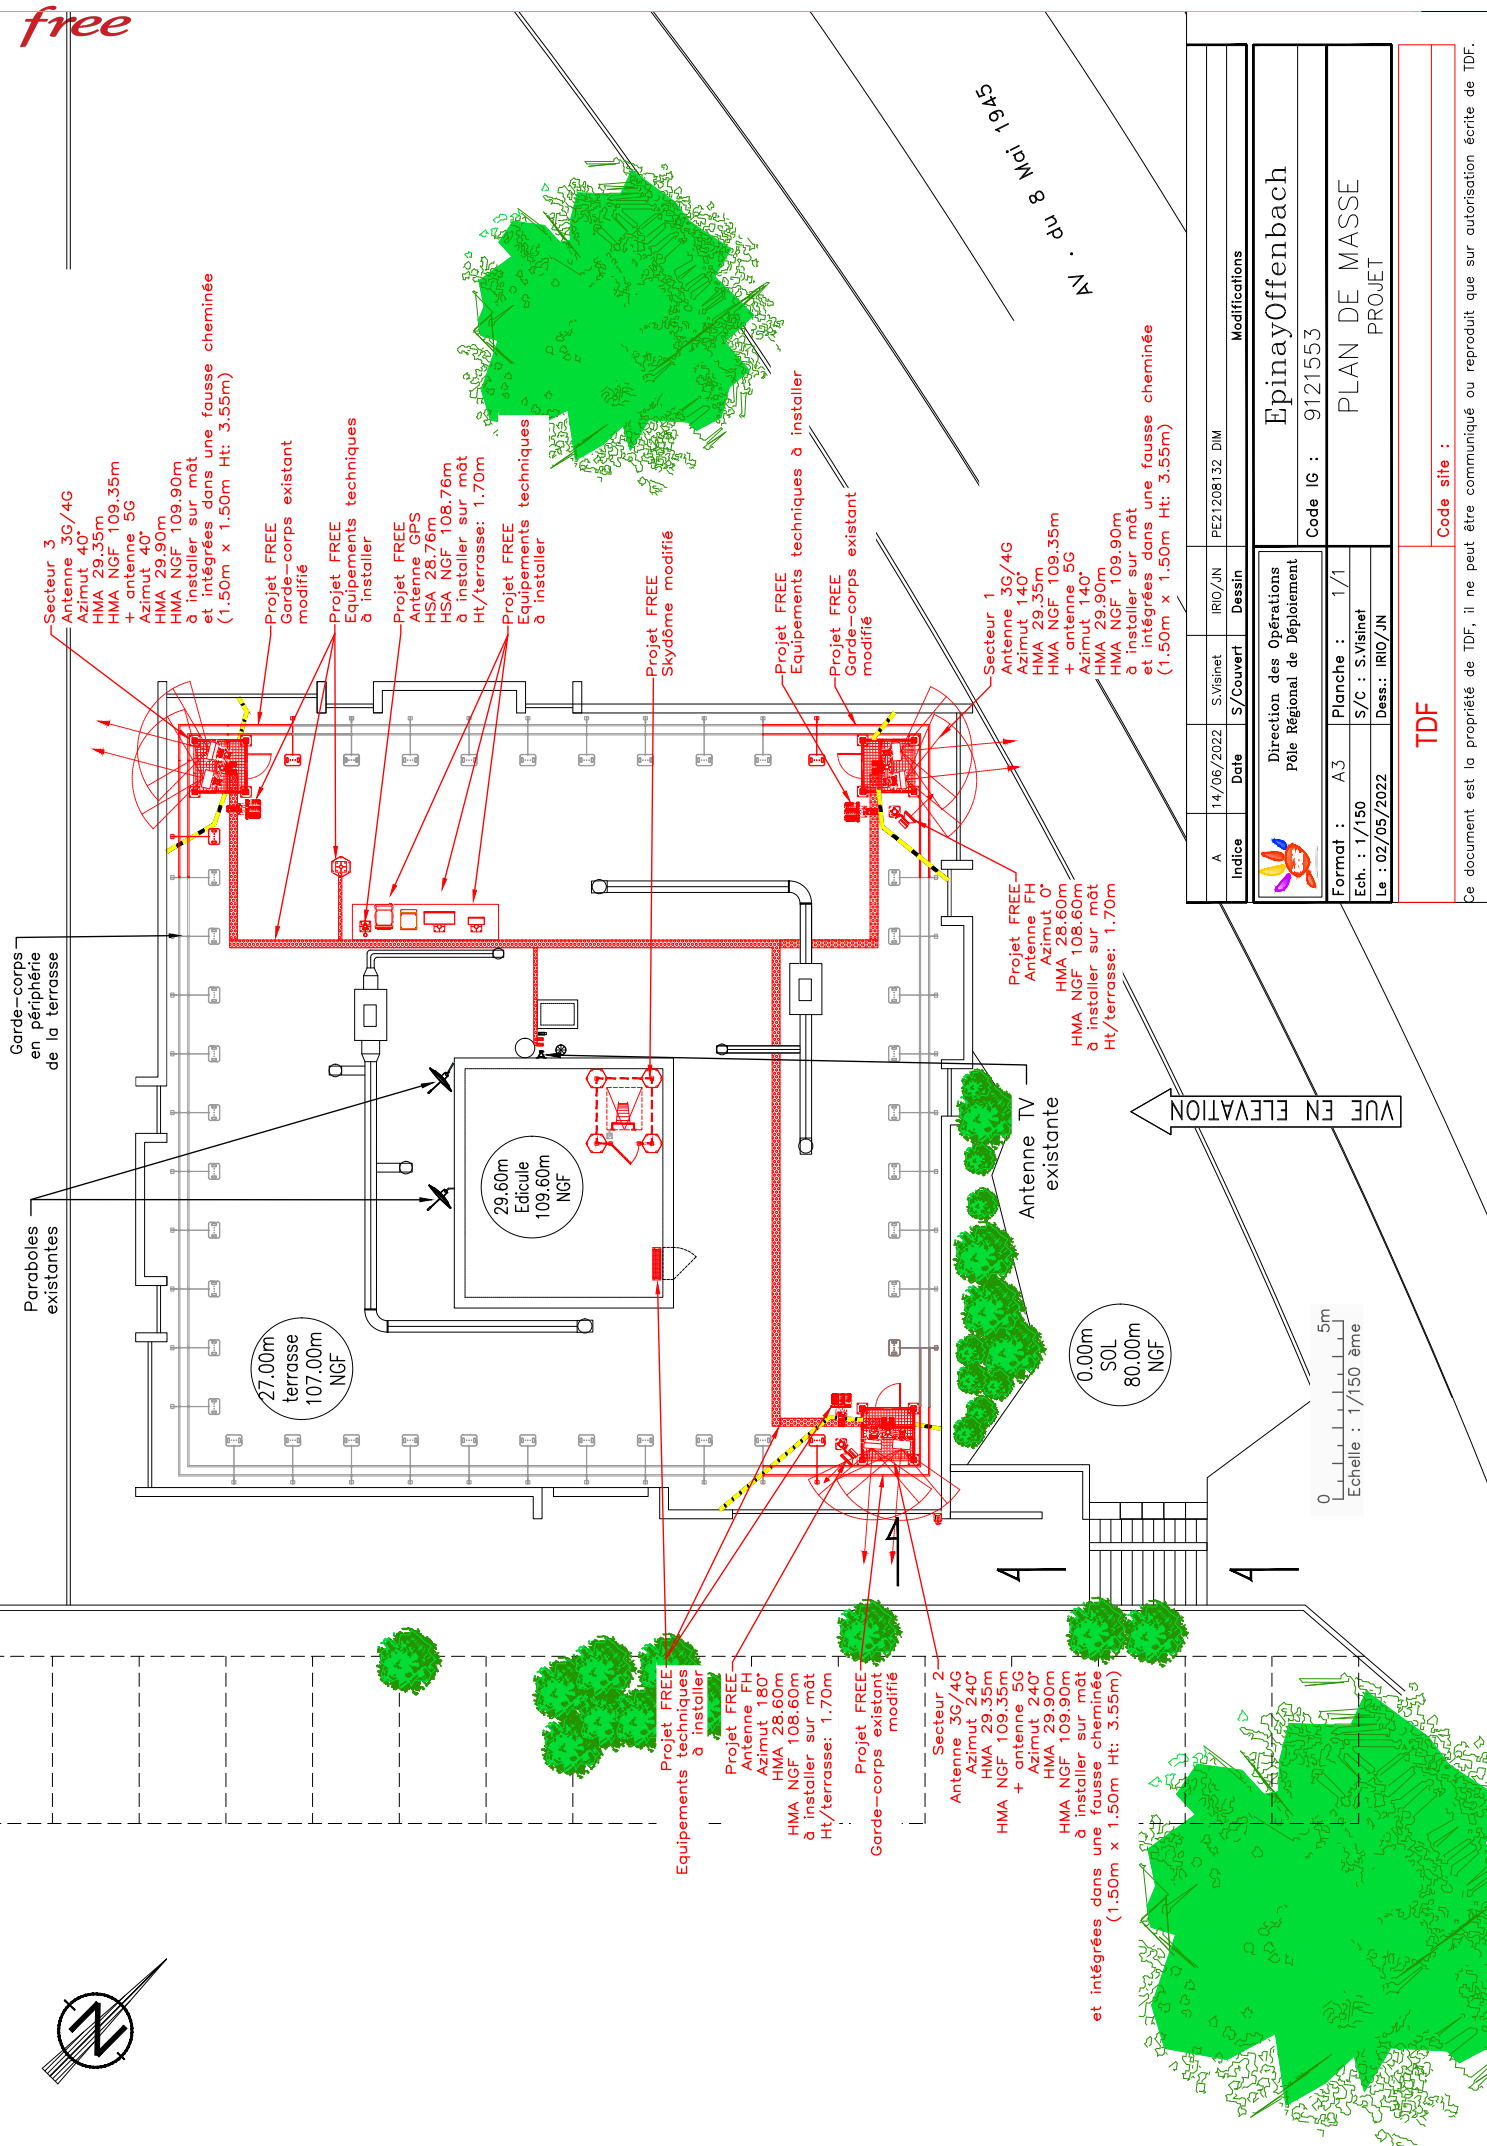 free
Secteur 3
Antenne 3G/4G
Azimut 40°
HMA 29.35m
HMA NGF 109.35m
+ antenne 5G
Azimut 40°
HMA 29.90m
HMA NGF 109.90m
à installer sur mât
et intégrées dans une fausse cheminée
(1.50m x 1.50m Ht: 3.55m)
Projet FREE
Garde-corps existant
modifié
Projet FREE
Equipements techniques
à installer
Projet FREE
Antenne GPS
HSA 28.76m
HSA NGF 108.76m
à installer sur mât
Ht/terrasse: 1.70m
Projet FREE
Equipements techniques
à installer
Projet FREE
Skydôme modifié
Projet FREE
Equipements techniques à installer
Projet FREE
Garde-corps existant
modifié
Secteur 1
Antenne 3G/4G
Azimut 140°
HMA 29.35m
HMA NGF 109.35m
+ antenne 5G
Azimut 140°
HMA 29.90m
HMA NGF 109.90m
à installer sur mât
et intégrées dans une fausse cheminée
(1.50m x 1.50m Ht: 3.55m)
AV . du 8 Mai 1945
Garde-corps
en périphérie
de la terrasse
Paraboles
existantes
27.00m
terrasse
107.00m
NGF
29.60m
Edicule
109.60m
NGF
Projet FREE
Antenne FH
Azimut 0°
HMA 28.60m
HMA NGF 108.60m
à installer sur mât
Ht/terrasse: 1.70m
Antenne TV
existante
VUE EN ELEVATION
0.00m
SOL
80.00m
NGF
0 5m
Echelle : 1/150 ème
Projet FREE
Equipements techniques
à installer
Projet FREE
Antenne FH
Azimut 180°
HMA 28.60m
HMA NGF 108.60m
à installer sur mât
Ht/terrasse: 1.70m
Projet FREE
Garde-corps existant
modifié
Secteur 2
Antenne 3G/4G
Azimut 240°
HMA 29.35m
HMA NGF 109.35m
+ antenne 5G
Azimut 240°
HMA 29.90m
HMA NGF 109.90m
à installer sur mât
et intégrées dans une fausse cheminée
(1.50m x 1.50m Ht: 3.55m)
N
A 14/06/2022 S.Visinet IRIO/JN PE21208132 DIM
Indice Date S/Couvert Dessin Modifications
Direction des Opérations
Pôle Régional de Déploiement
EpinayOffenbach
Code IG : 9121553
Format : A3 Planche : 1/1
Ech. : 1/150 S/C : S.Visinet
Le : 02/05/2022 Dess.: IRIO/JN
PLAN DE MASSE
PROJET
TDF
Code site :
Ce document est la propriété de TDF, il ne peut être communiqué ou reproduit que sur autorisation écrite de TDF.